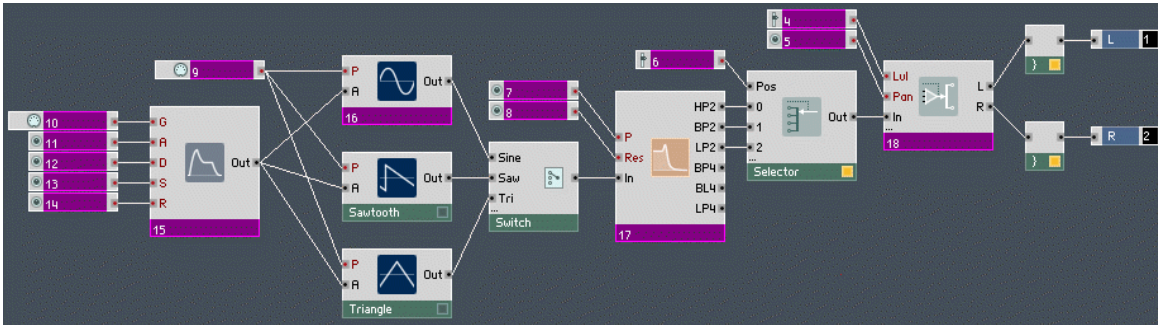 4
5
6
9
7
8
10
11
12
13
14
G
A
D
S
R
Out
15
P
A
Out
16
P
A
Out
Sawtooth
P
A
Out
Triangle
Sine
Saw
Tri
...
Switch
P
Res
In
HP2
BP2
LP2
BP4
BL4
LP4
17
Pos
0
1
2
...
Out
Selector
Lvl
Pan
In
...
L
R
18
}
}
L 1
R 2